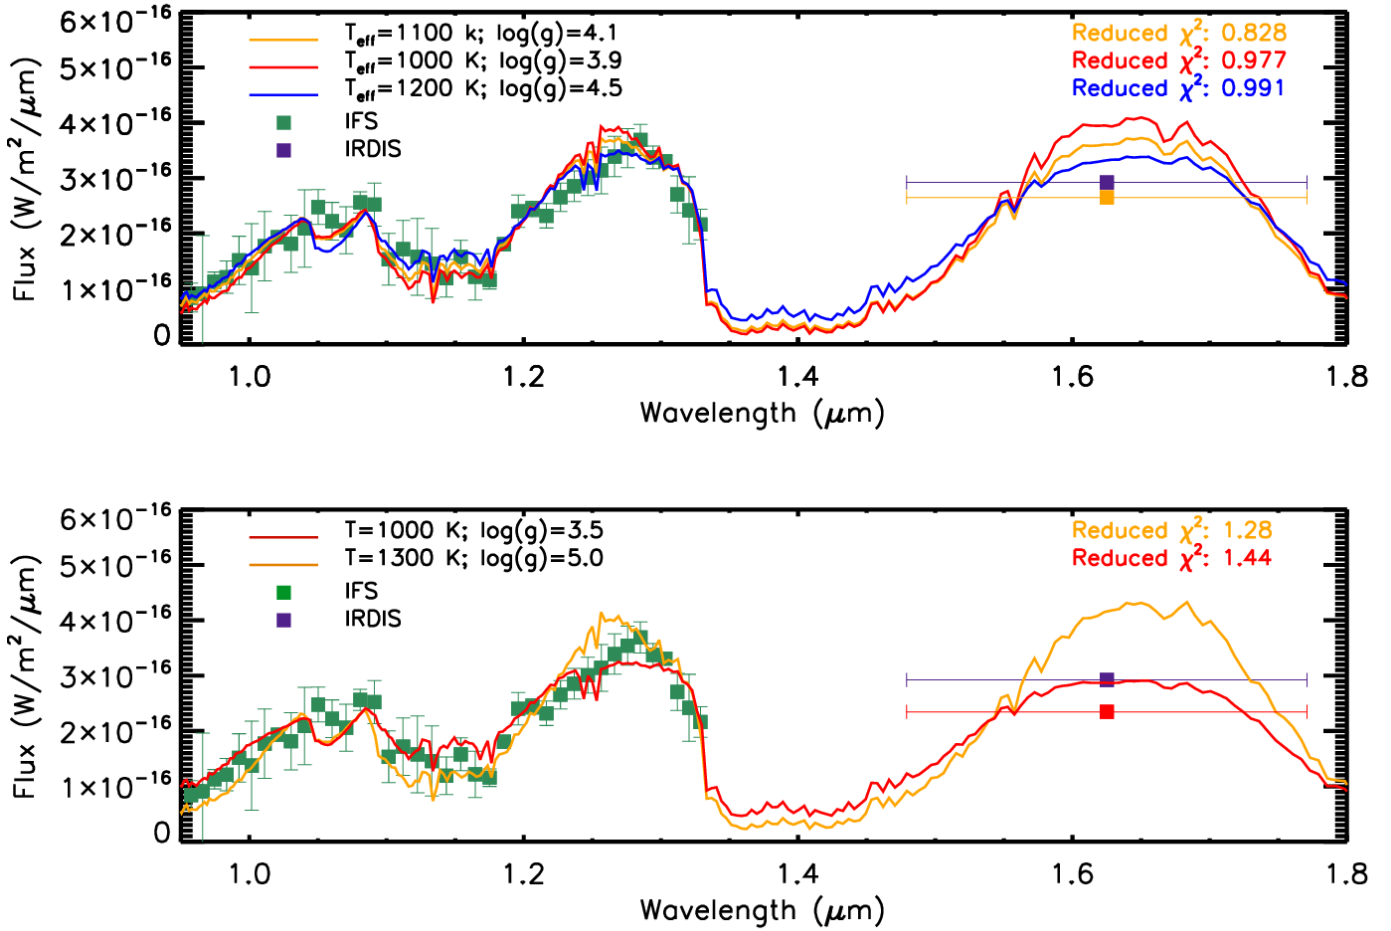 6×10⁻¹⁶
5×10⁻¹⁶
4×10⁻¹⁶
3×10⁻¹⁶
2×10⁻¹⁶
1×10⁻¹⁶
0
Flux (W/m²/μm)
T_eff=1100 k; log(g)=4.1
T_eff=1000 K; log(g)=3.9
T_eff=1200 K; log(g)=4.5
IFS
IRDIS
Reduced χ²: 0.828
Reduced χ²: 0.977
Reduced χ²: 0.991
1.0 1.2 1.4 1.6 1.8
Wavelength (μm)
6×10⁻¹⁶
5×10⁻¹⁶
4×10⁻¹⁶
3×10⁻¹⁶
2×10⁻¹⁶
1×10⁻¹⁶
0
Flux (W/m²/μm)
T=1000 K; log(g)=3.5
T=1300 K; log(g)=5.0
IFS
IRDIS
Reduced χ²: 1.28
Reduced χ²: 1.44
1.0 1.2 1.4 1.6 1.8
Wavelength (μm)